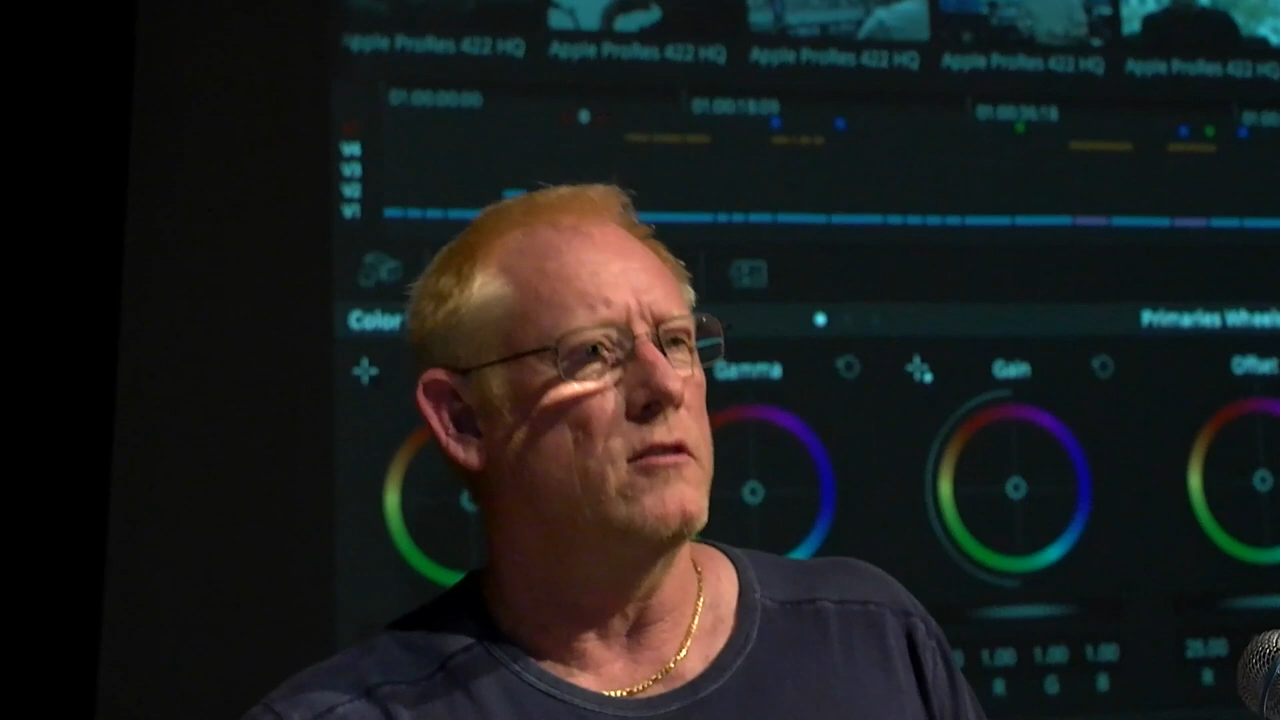 Apple ProRes 422 HQ Apple ProRes 422 HQ Apple ProRes 422 HQ Apple ProRes 422 HQ Apple ProRes 422 HQ
01:00:00:00 01:00:18:09 01:00:36:18 01:00
V4
V3
V2
V1
Color Primaries Wheels
Gamma Gain Offset
1.00 1.00 1.00 25.00
R G B R